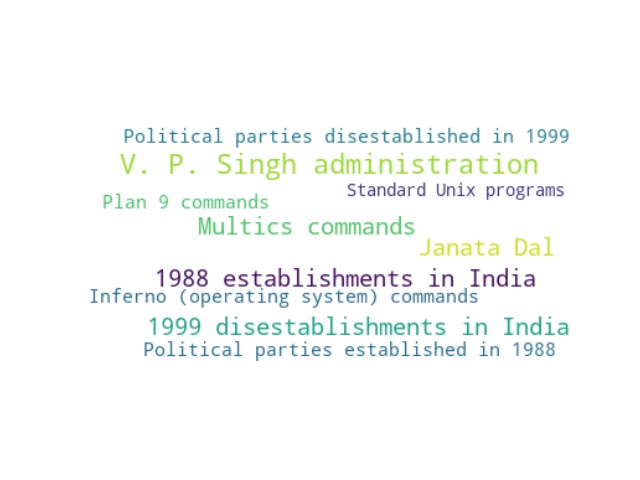 Political parties disestablished in 1999
V. P. Singh administration
Standard Unix programs
Plan 9 commands
Multics commands
Janata Dal
1988 establishments in India
Inferno (operating system) commands
1999 disestablishments in India
Political parties established in 1988